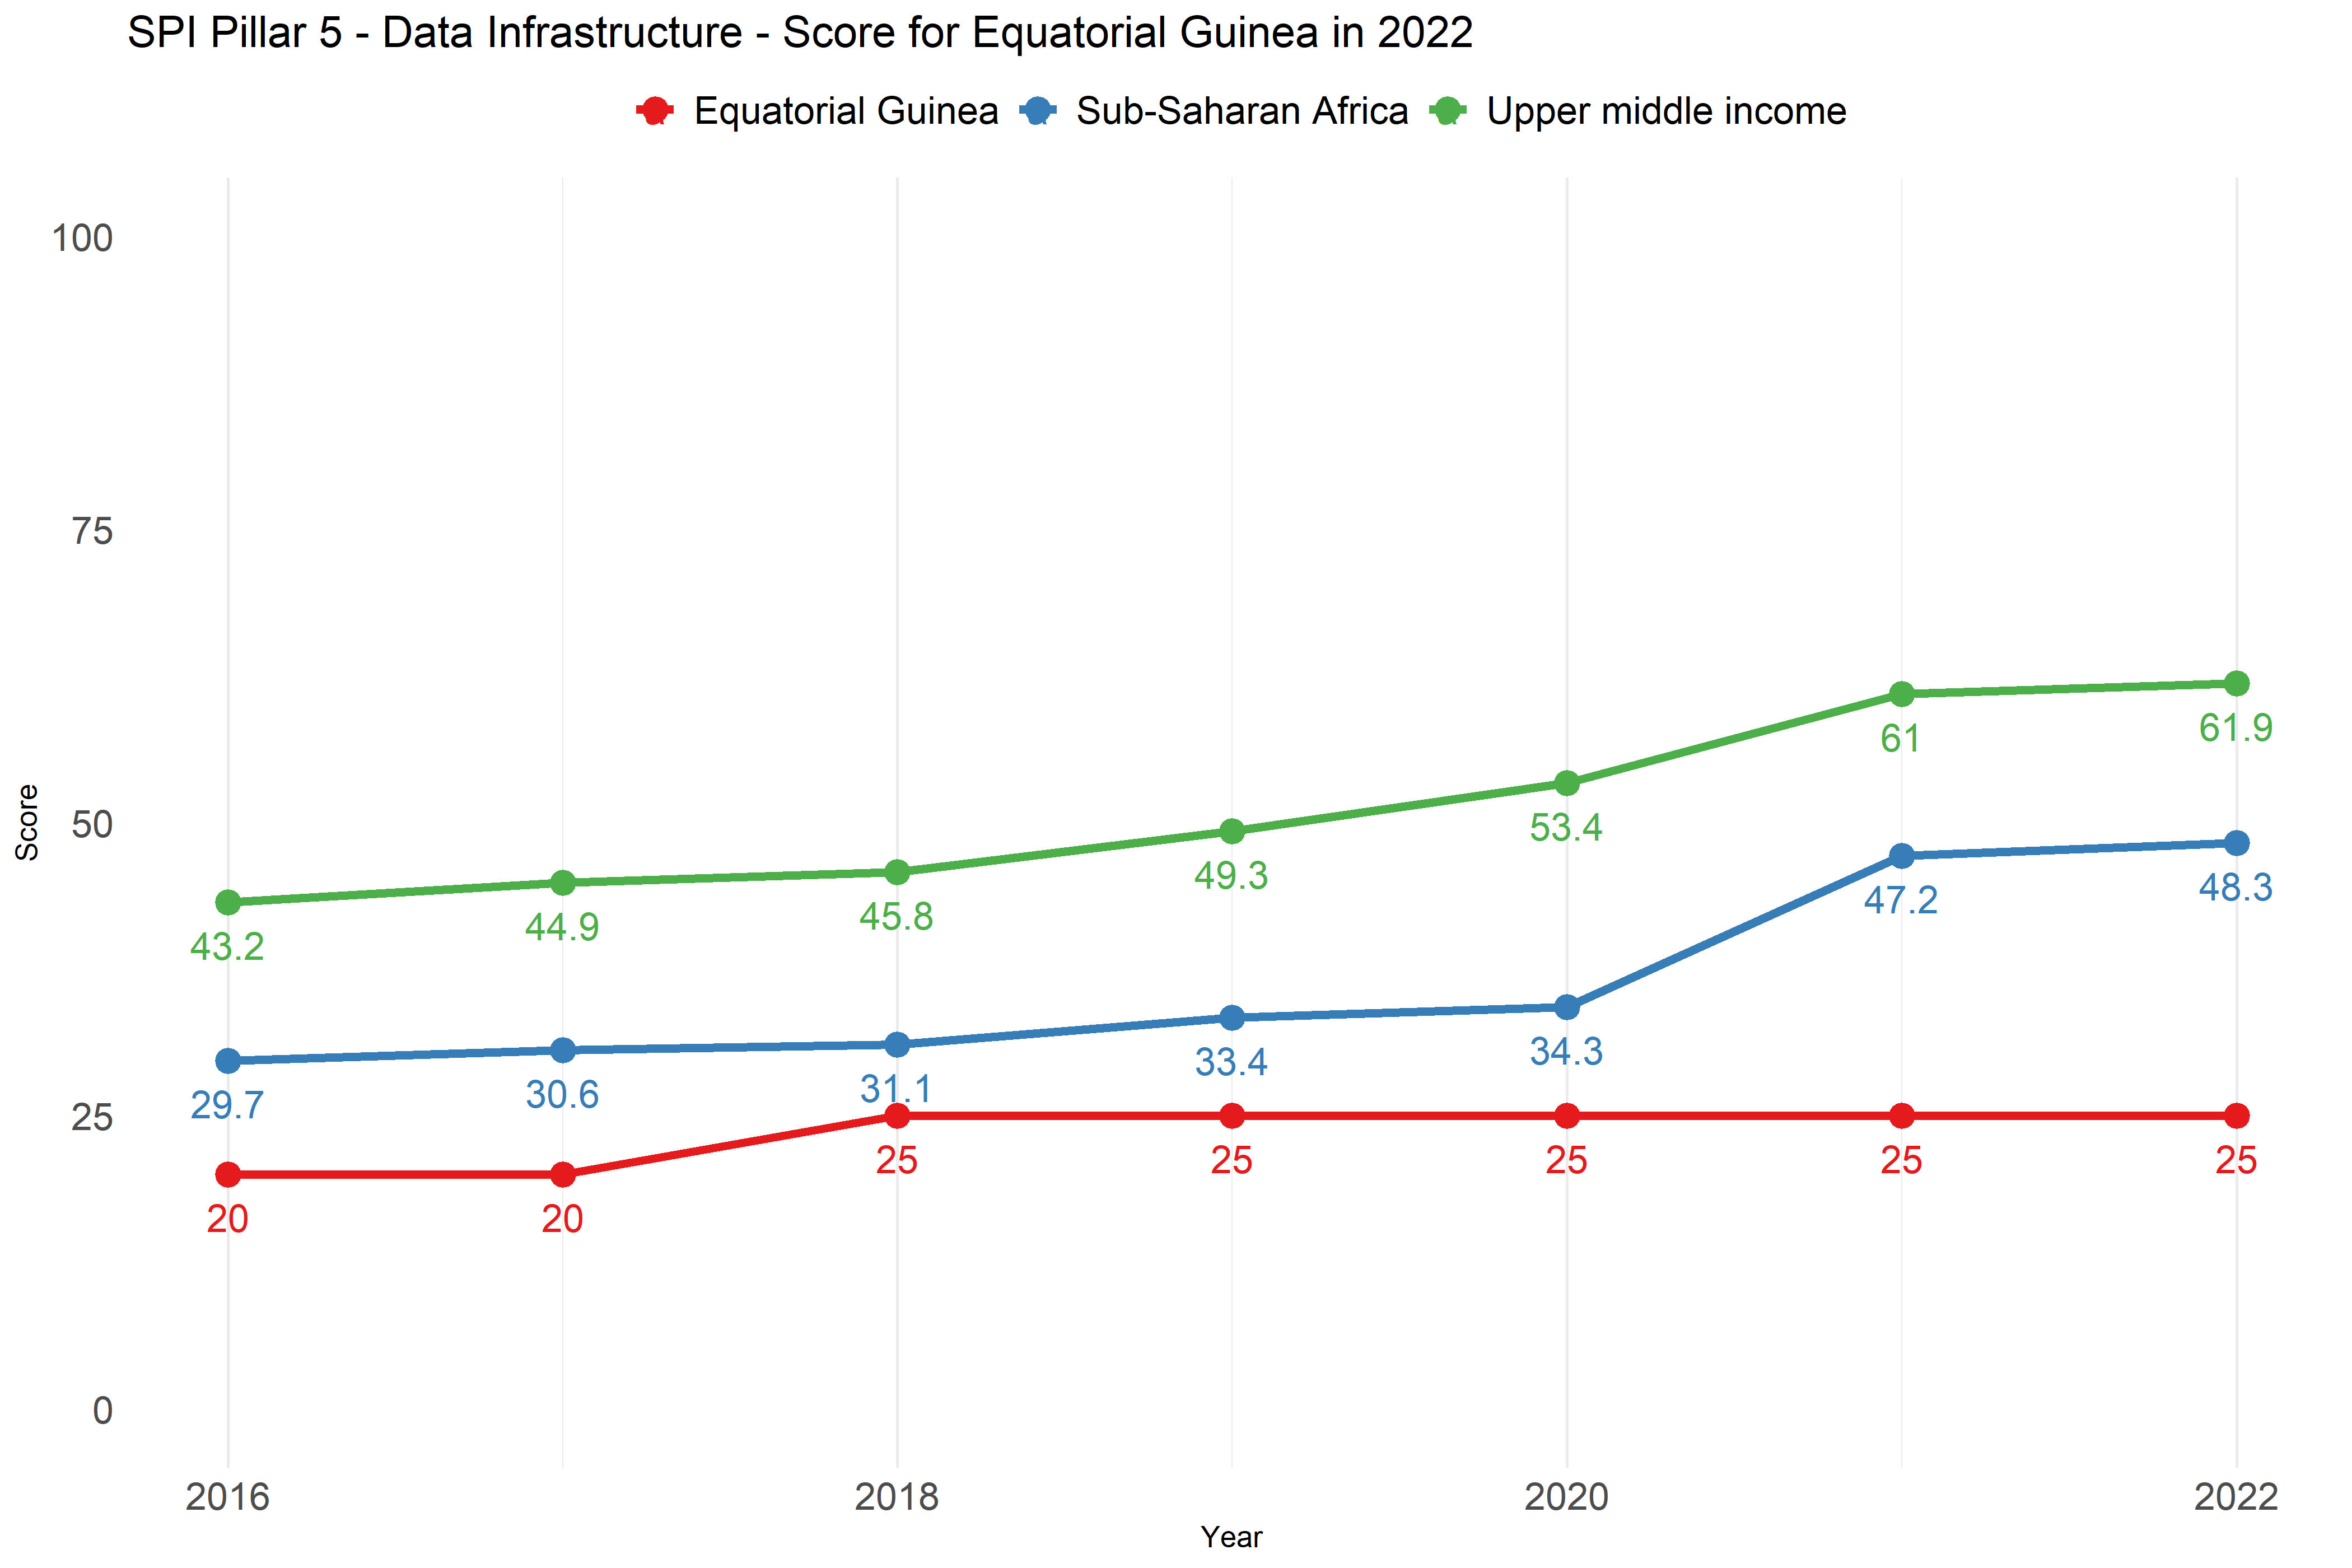 SPI Pillar 5 - Data Infrastructure - Score for Equatorial Guinea in 2022
Equatorial Guinea Sub-Saharan Africa Upper middle income
100
75
50
25
0
Score
43.2 44.9 45.8 49.3 53.4 61 61.9
29.7 30.6 31.1 33.4 34.3 47.2 48.3
20 20 25 25 25 25 25
2016 2018 2020 2022
Year